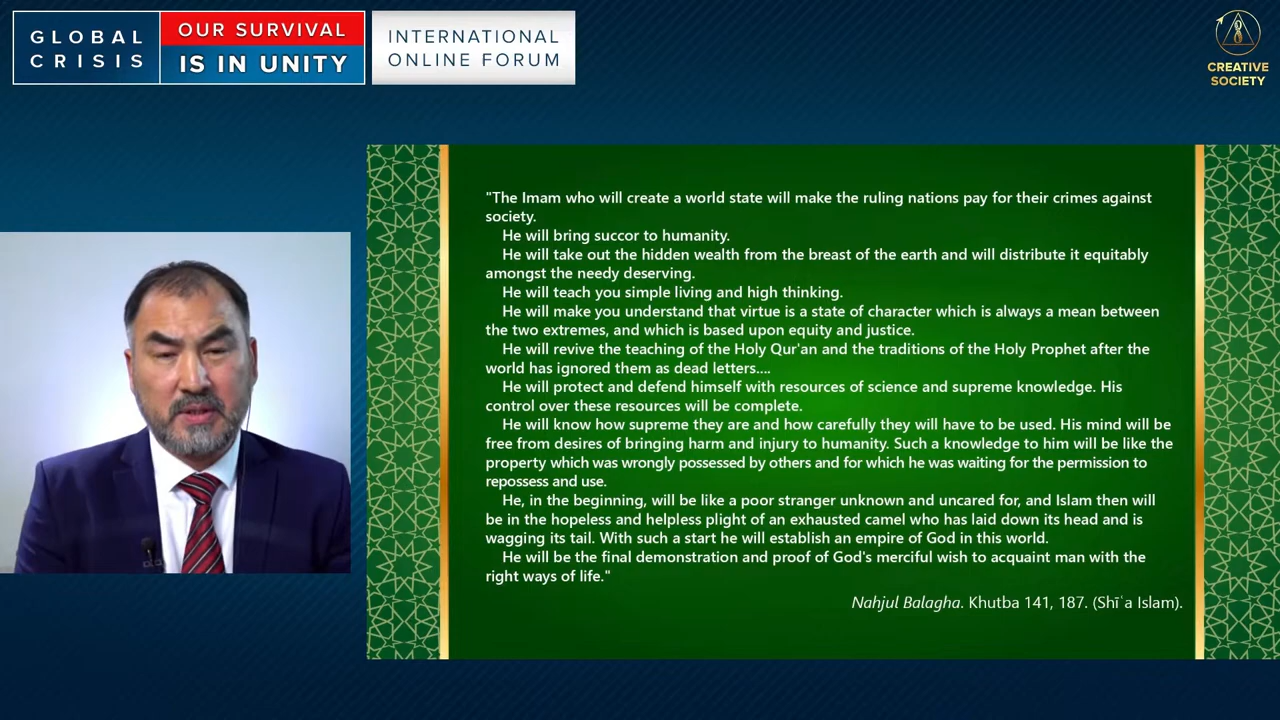 GLOBAL
CRISIS
OUR SURVIVAL
IS IN UNITY
INTERNATIONAL
ONLINE FORUM
CREATIVE
SOCIETY
"The Imam who will create a world state will make the ruling nations pay for their crimes against
society.
He will bring succor to humanity.
He will take out the hidden wealth from the breast of the earth and will distribute it equitably
amongst the needy deserving.
He will teach you simple living and high thinking.
He will make you understand that virtue is a state of character which is always a mean between
the two extremes, and which is based upon equity and justice.
He will revive the teaching of the Holy Qur'an and the traditions of the Holy Prophet after the
world has ignored them as dead letters....
He will protect and defend himself with resources of science and supreme knowledge. His
control over these resources will be complete.
He will know how supreme they are and how carefully they will have to be used. His mind will be
free from desires of bringing harm and injury to humanity. Such a knowledge to him will be like the
property which was wrongly possessed by others and for which he was waiting for the permission to
repossess and use.
He, in the beginning, will be like a poor stranger unknown and uncared for, and Islam then will
be in the hopeless and helpless plight of an exhausted camel who has laid down its head and is
wagging its tail. With such a start he will establish an empire of God in this world.
He will be the final demonstration and proof of God's merciful wish to acquaint man with the
right ways of life."
Nahjul Balagha. Khutba 141, 187. (Shīʿa Islam).